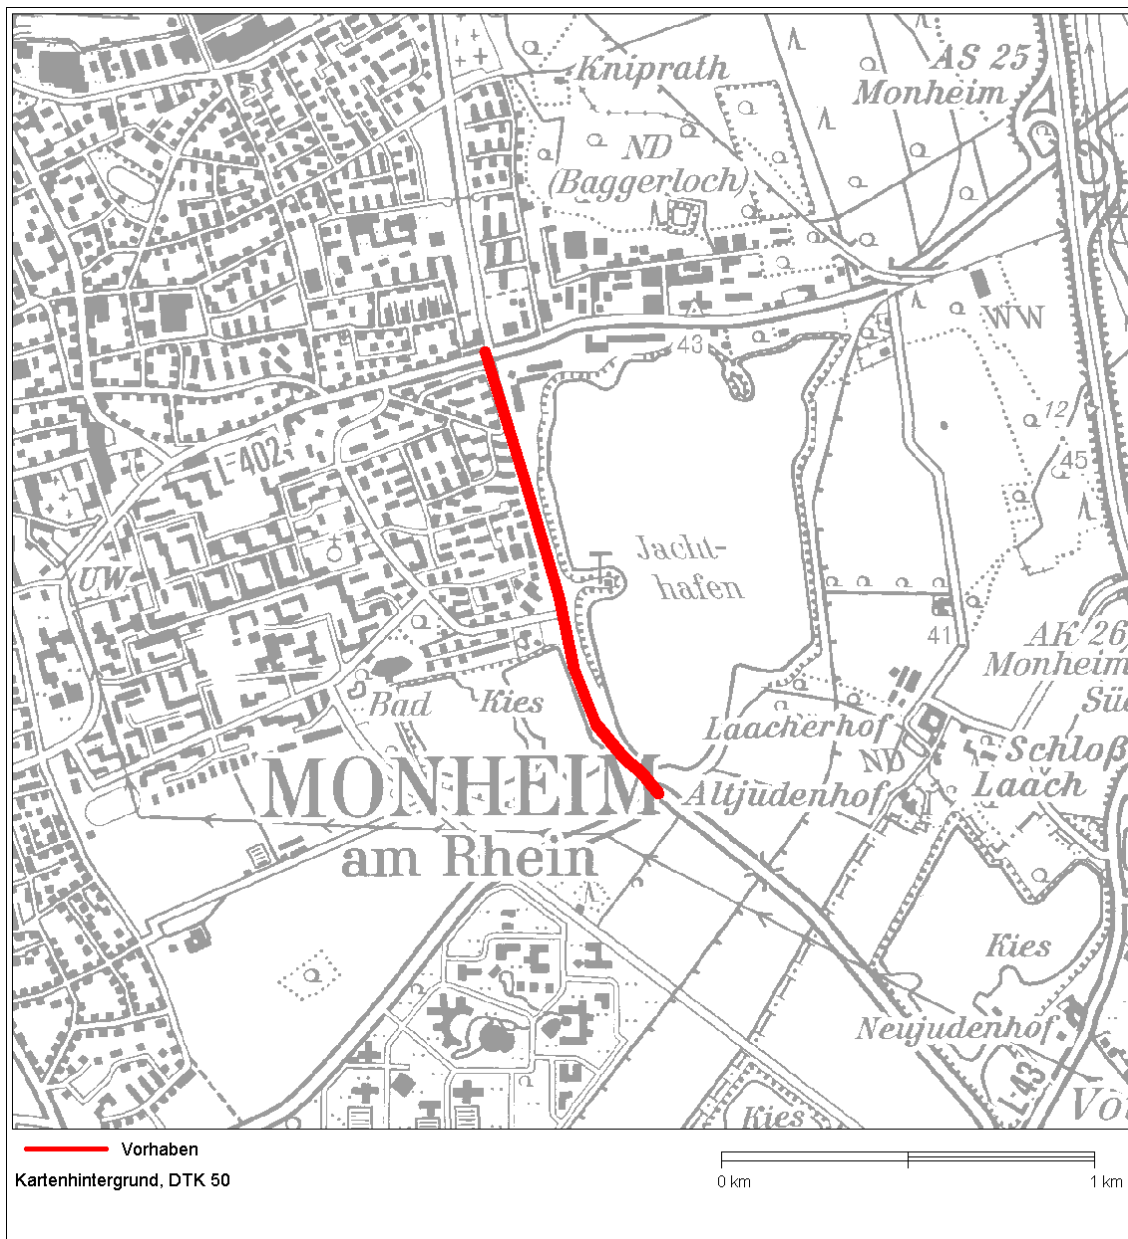 Kniprath
AS 25
Monheim
ND
(Baggerloch)
WW
43
12
45
L-402
UW
Jacht-
hafen
41
AK 26
Monheim
Sü
Bad
Kies
Laacherhof
ND
Schloß
Laach
MONHEIM
am Rhein
Altjudenhof
Kies
Neujudenhof
L-43
Vo
Kies
Vorhaben
Kartenhintergrund, DTK 50
0 km
1 km